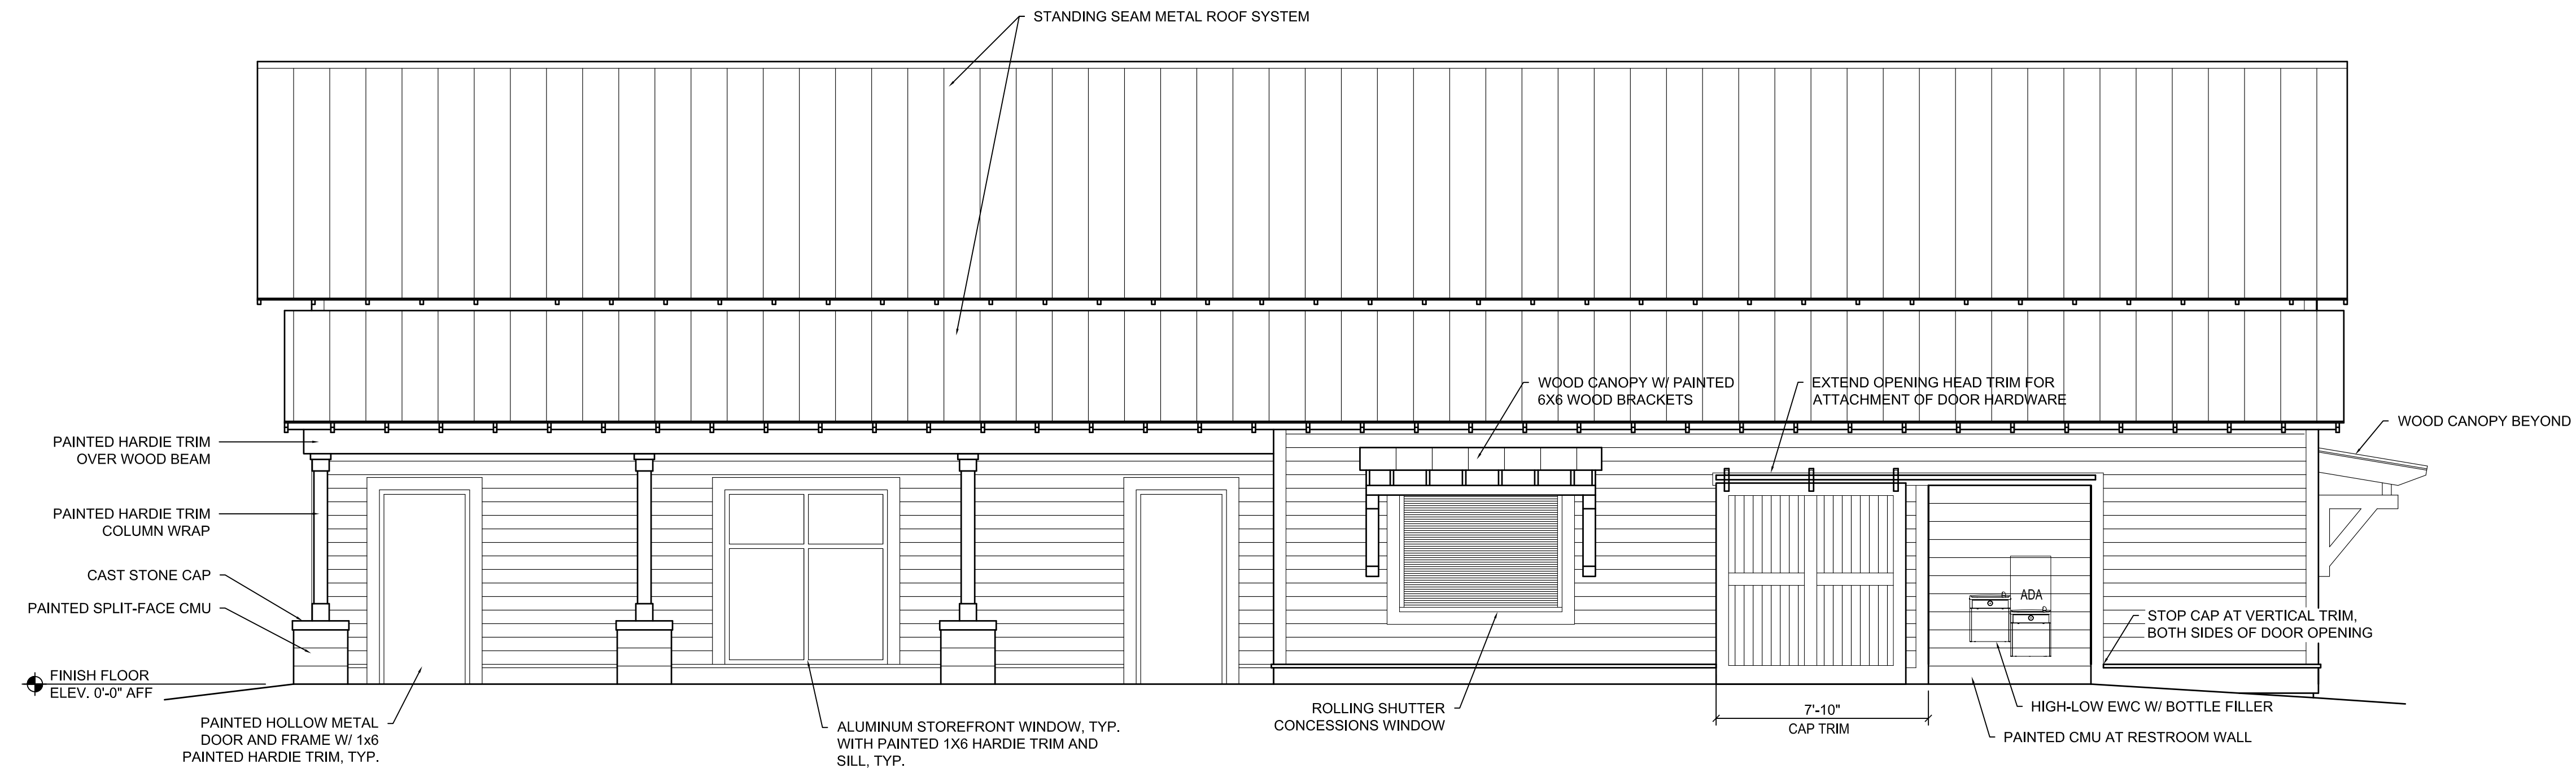 STANDING SEAM METAL ROOF SYSTEM
WOOD CANOPY W/ PAINTED
6X6 WOOD BRACKETS
EXTEND OPENING HEAD TRIM FOR
ATTACHMENT OF DOOR HARDWARE
WOOD CANOPY BEYOND
PAINTED HARDIE TRIM
OVER WOOD BEAM
PAINTED HARDIE TRIM
COLUMN WRAP
CAST STONE CAP
PAINTED SPLIT-FACE CMU
FINISH FLOOR
ELEV. 0'-0" AFF
ADA
STOP CAP AT VERTICAL TRIM,
BOTH SIDES OF DOOR OPENING
PAINTED HOLLOW METAL
DOOR AND FRAME W/ 1x6
PAINTED HARDIE TRIM, TYP.
ALUMINUM STOREFRONT WINDOW, TYP.
WITH PAINTED 1X6 HARDIE TRIM AND
SILL, TYP.
ROLLING SHUTTER
CONCESSIONS WINDOW
7'-10"
CAP TRIM
HIGH-LOW EWC W/ BOTTLE FILLER
PAINTED CMU AT RESTROOM WALL